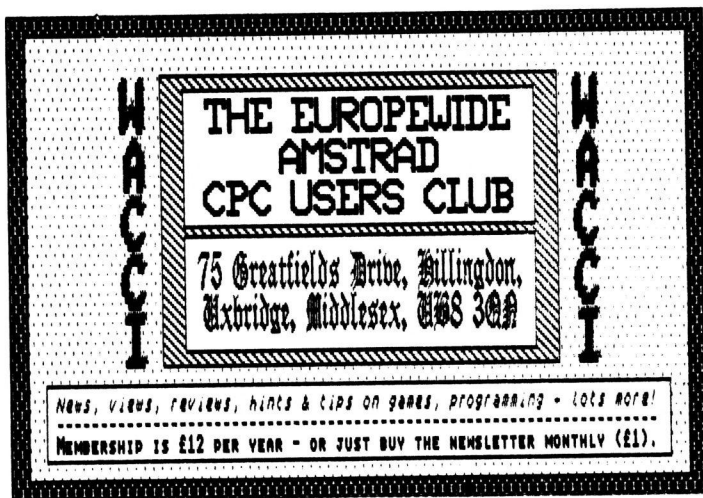 WACCI
THE EUROPEWIDE
AMSTRAD
CPC USERS CLUB
75 Greatfields Drive, Hillingdon,
Uxbridge, Middlesex, UB8 3QN
WACCI
News, views, reviews, hints & tips on games, programming - lots more!
MEMBERSHIP IS £12 PER YEAR - OR JUST BUY THE NEWSLETTER MONTHLY (£1).